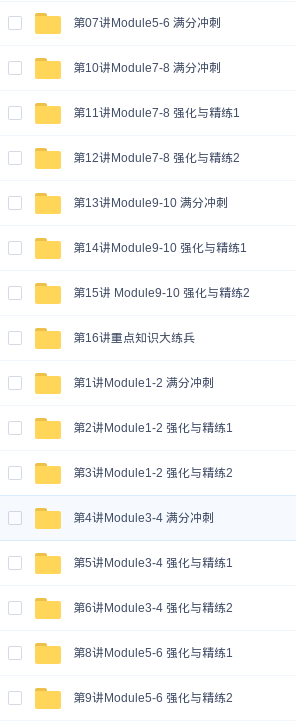 第07讲Module5-6 满分冲刺
第10讲Module7-8 满分冲刺
第11讲Module7-8 强化与精练1
第12讲Module7-8 强化与精练2
第13讲Module9-10 满分冲刺
第14讲Module9-10 强化与精练1
第15讲 Module9-10 强化与精练2
第16讲重点知识大练兵
第1讲Module1-2 满分冲刺
第2讲Module1-2 强化与精练1
第3讲Module1-2 强化与精练2
第4讲Module3-4 满分冲刺
第5讲Module3-4 强化与精练1
第6讲Module3-4 强化与精练2
第8讲Module5-6 强化与精练1
第9讲Module5-6 强化与精练2